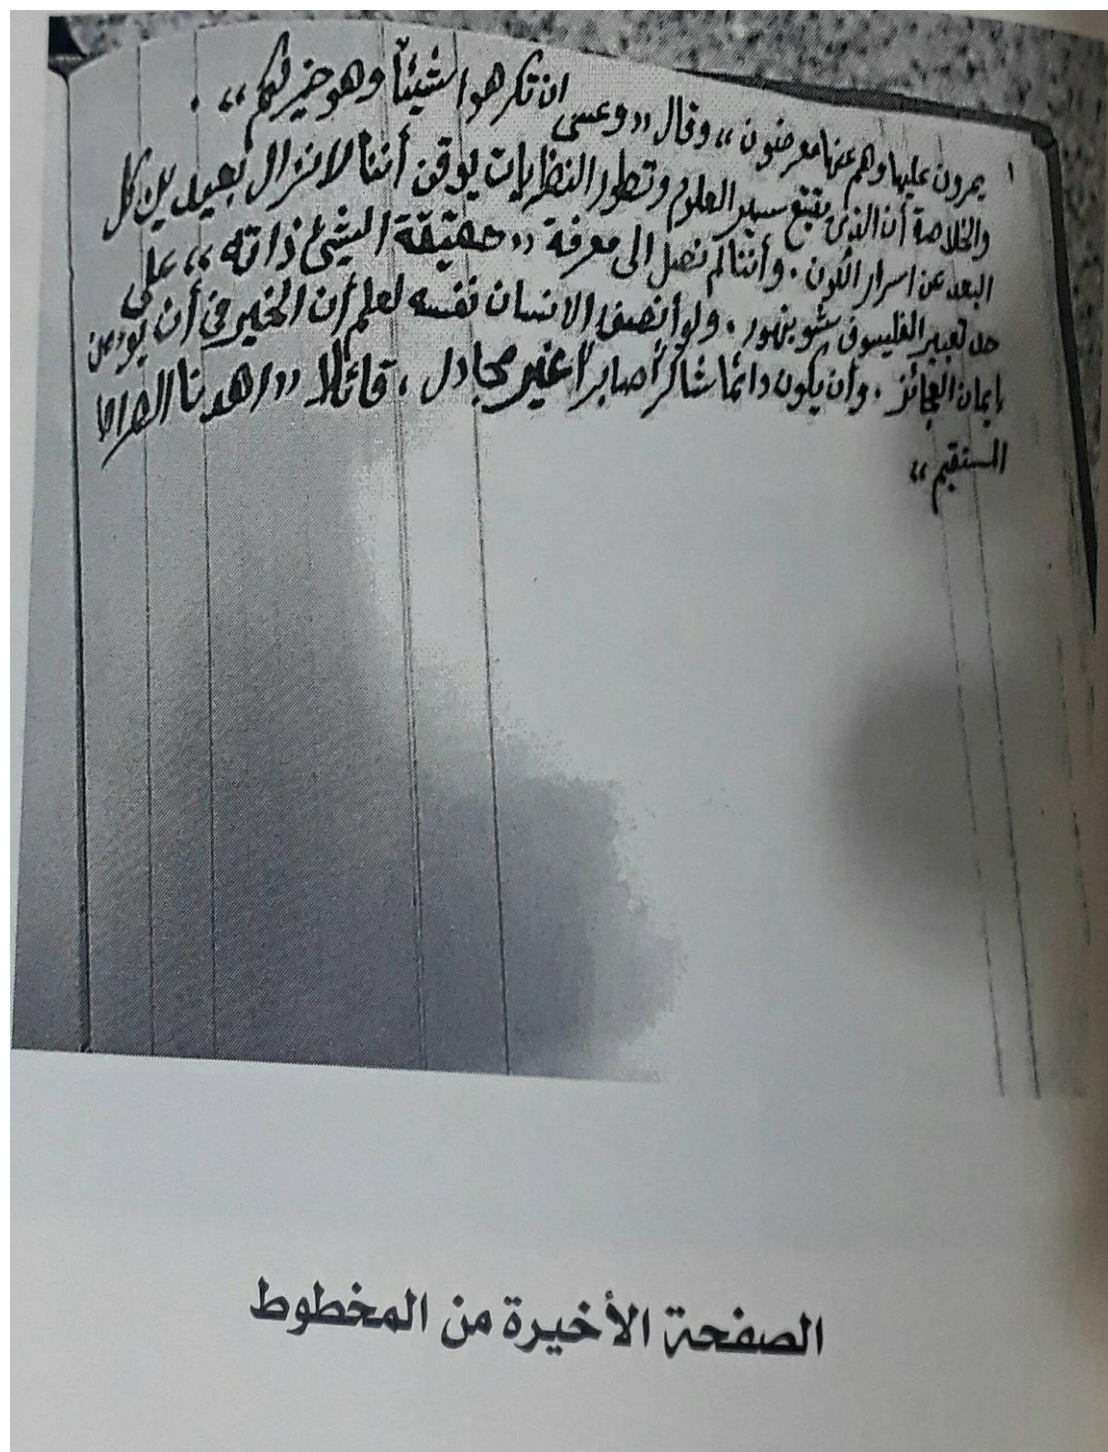 يمرون عليها وهم عنها معرضون» وقال «وعسى ان تكرهوا شيئاً وهو خير لكم» .
والخلاصة أن الذي يتتبع سير العلوم وتطور النظريات يوقن أننا لا نزال بعيدين كل
البعد عن اسرار الكون . وأننا لم نصل الى معرفة «حقيقة الشيئ ذاته» على
حد تعبير الفليسوف شوبنهور . ولو أنصف الانسان نفسه لعلم أن الخير في أن يؤمن
بإيمان العجائز . وأن يكون دائما شاكراً صابراً غير مجادل ، قائلا «اهدنا الصراط
المستقيم»
الصفحة الأخيرة من المخطوط